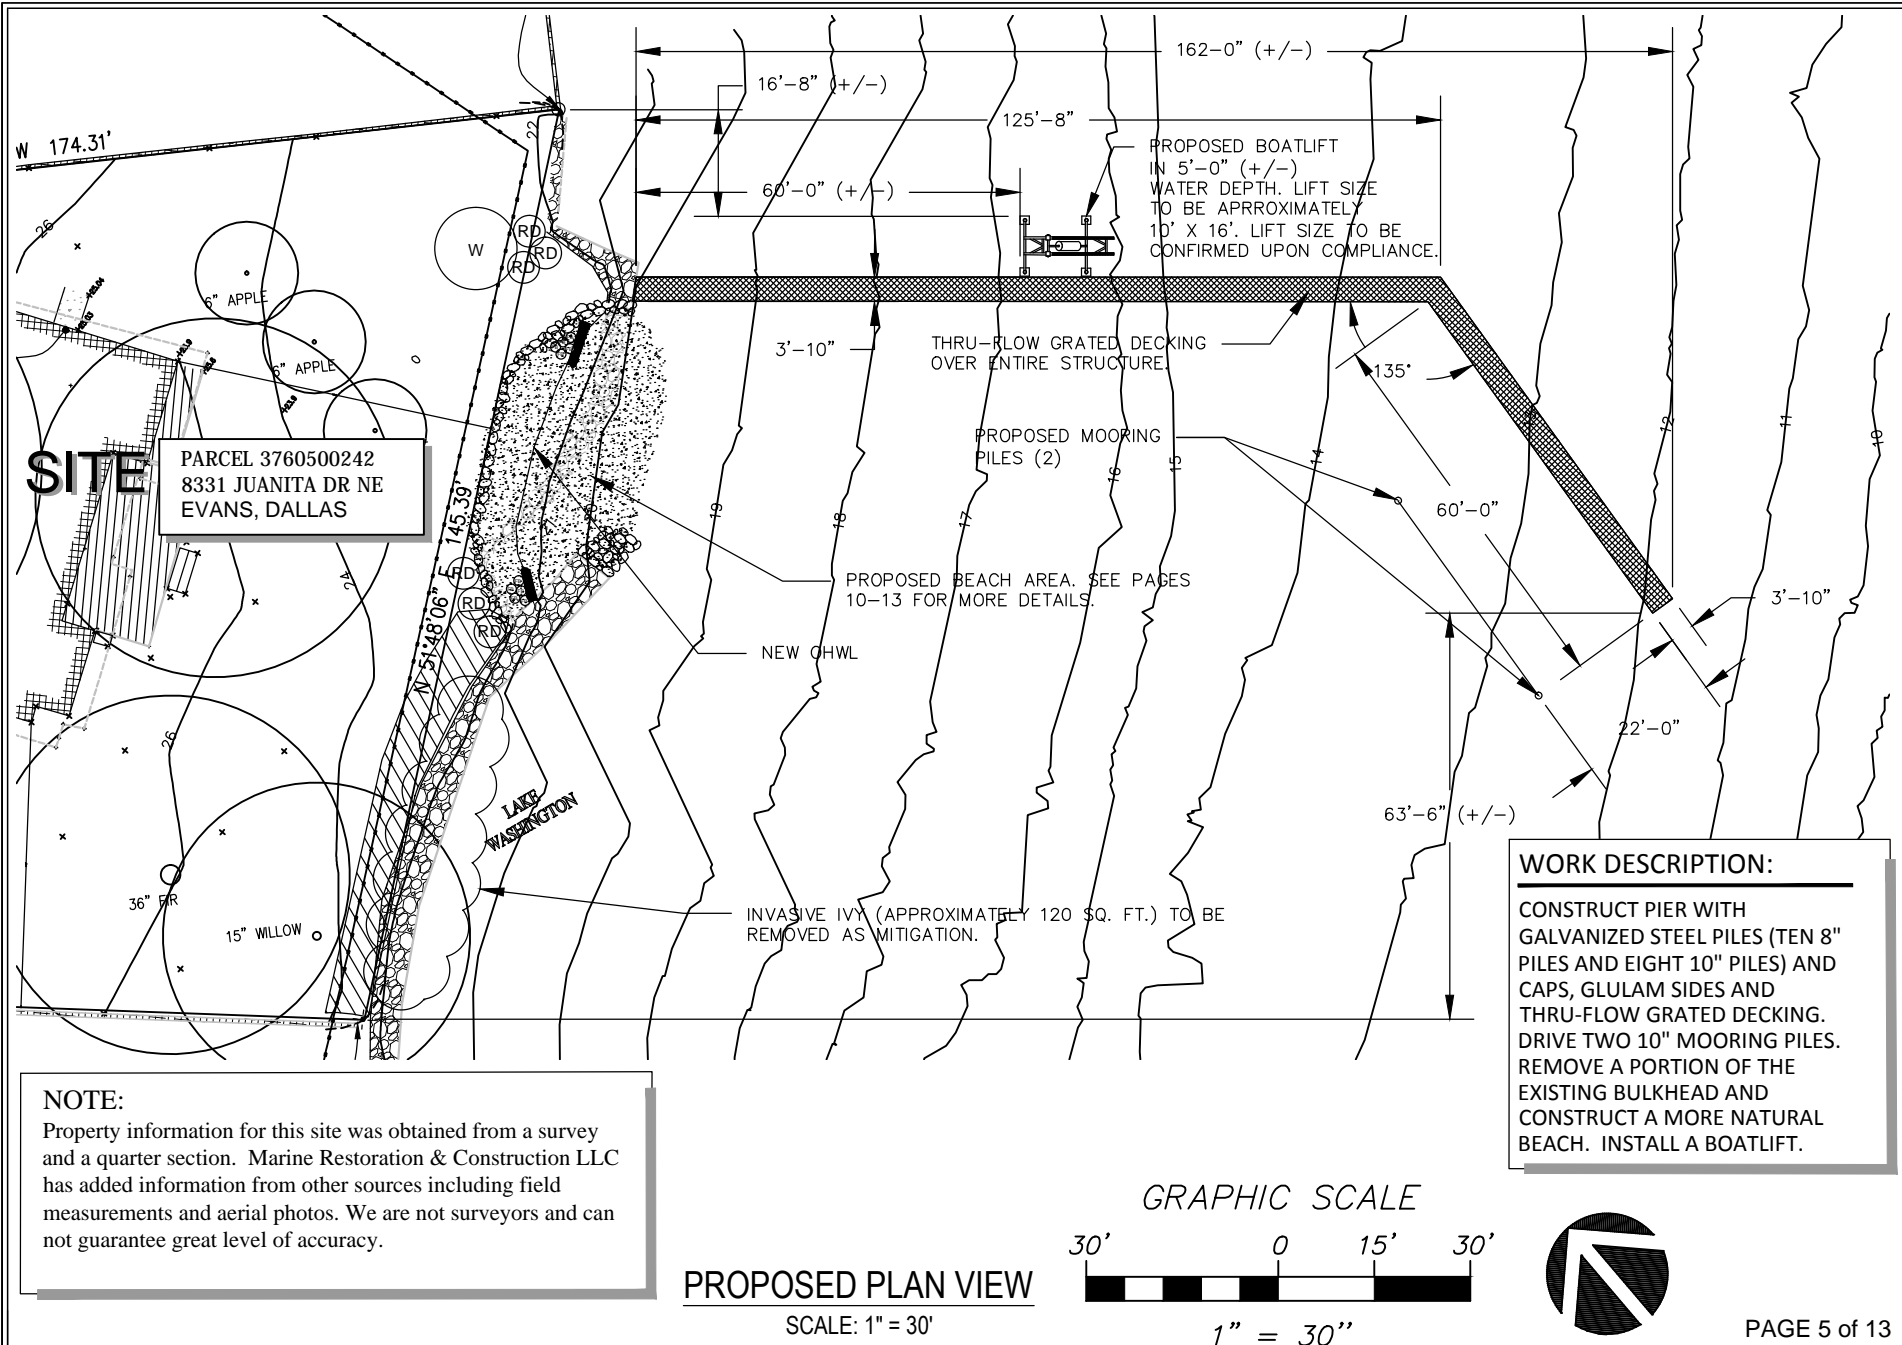 162-0" (+/-)
16'-8" (+/-)
125'-8"
60'-0" (+/-)
PROPOSED BOATLIFT
IN 5'-0" (+/-)
WATER DEPTH. LIFT SIZE
TO BE APRROXIMATELY
10' X 16'. LIFT SIZE TO BE
CONFIRMED UPON COMPLIANCE.
W 174.31'
22
26
W
RD
RD
RD
6" APPLE
6" APPLE
0
3'-10"
THRU-FLOW GRATED DECKING
OVER ENTIRE STRUCTURE.
135°
PROPOSED MOORING
PILES (2)
SITE
PARCEL 3760500242
8331 JUANITA DR NE
EVANS, DALLAS
N 51°48'06" E 145.39'
21
19
18
17
16
15
14
12
11
10
60'-0"
24
RD
RD
RD
PROPOSED BEACH AREA. SEE PAGES
10-13 FOR MORE DETAILS.
3'-10"
NEW OHWL
22'-0"
26
LAKE
WASHINGTON
63'-6" (+/-)
36" FIR
15" WILLOW
INVASIVE IVY (APPROXIMATELY 120 SQ. FT.) TO BE
REMOVED AS MITIGATION.
WORK DESCRIPTION:
CONSTRUCT PIER WITH
GALVANIZED STEEL PILES (TEN 8"
PILES AND EIGHT 10" PILES) AND
CAPS, GLULAM SIDES AND
THRU-FLOW GRATED DECKING.
DRIVE TWO 10" MOORING PILES.
REMOVE A PORTION OF THE
EXISTING BULKHEAD AND
CONSTRUCT A MORE NATURAL
BEACH. INSTALL A BOATLIFT.
NOTE:
Property information for this site was obtained from a survey
and a quarter section. Marine Restoration & Construction LLC
has added information from other sources including field
measurements and aerial photos. We are not surveyors and can
not guarantee great level of accuracy.
PROPOSED PLAN VIEW
SCALE: 1" = 30'
GRAPHIC SCALE
30' 0 15' 30'
1" = 30''
PAGE 5 of 13